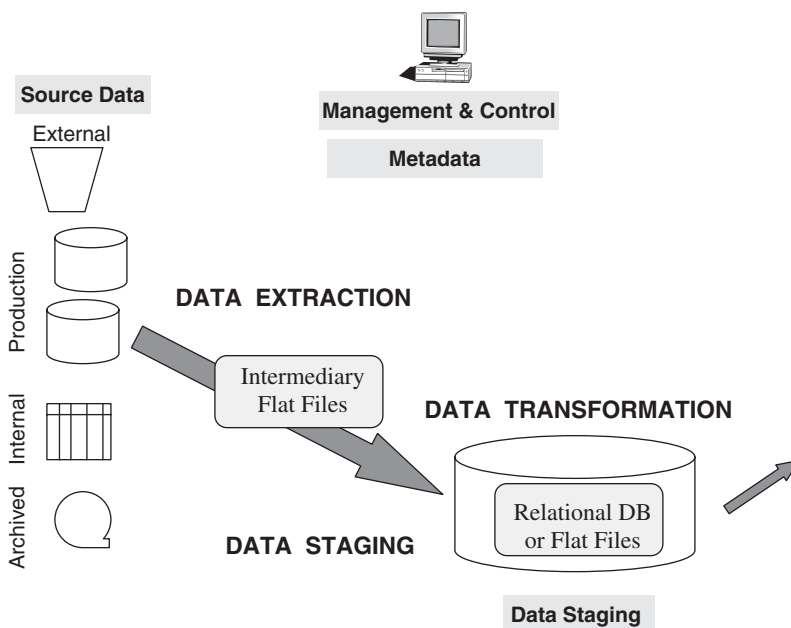 Source Data
Management & Control
Metadata
External
Production
Internal
Archived
DATA EXTRACTION
Intermediary
Flat Files
DATA TRANSFORMATION
Relational DB
or Flat Files
DATA STAGING
Data Staging